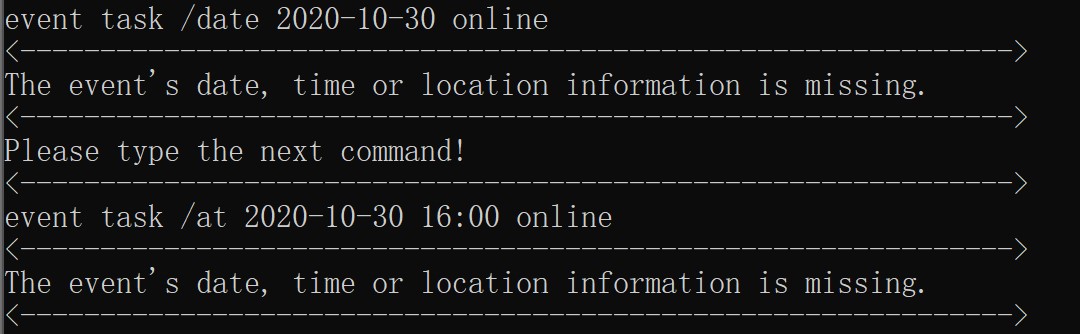 event task /date 2020-10-30 online
<-------------------------------------------------------------->
The event's date, time or location information is missing.
<-------------------------------------------------------------->
Please type the next command!
<-------------------------------------------------------------->
event task /at 2020-10-30 16:00 online
<-------------------------------------------------------------->
The event's date, time or location information is missing.
<-------------------------------------------------------------->